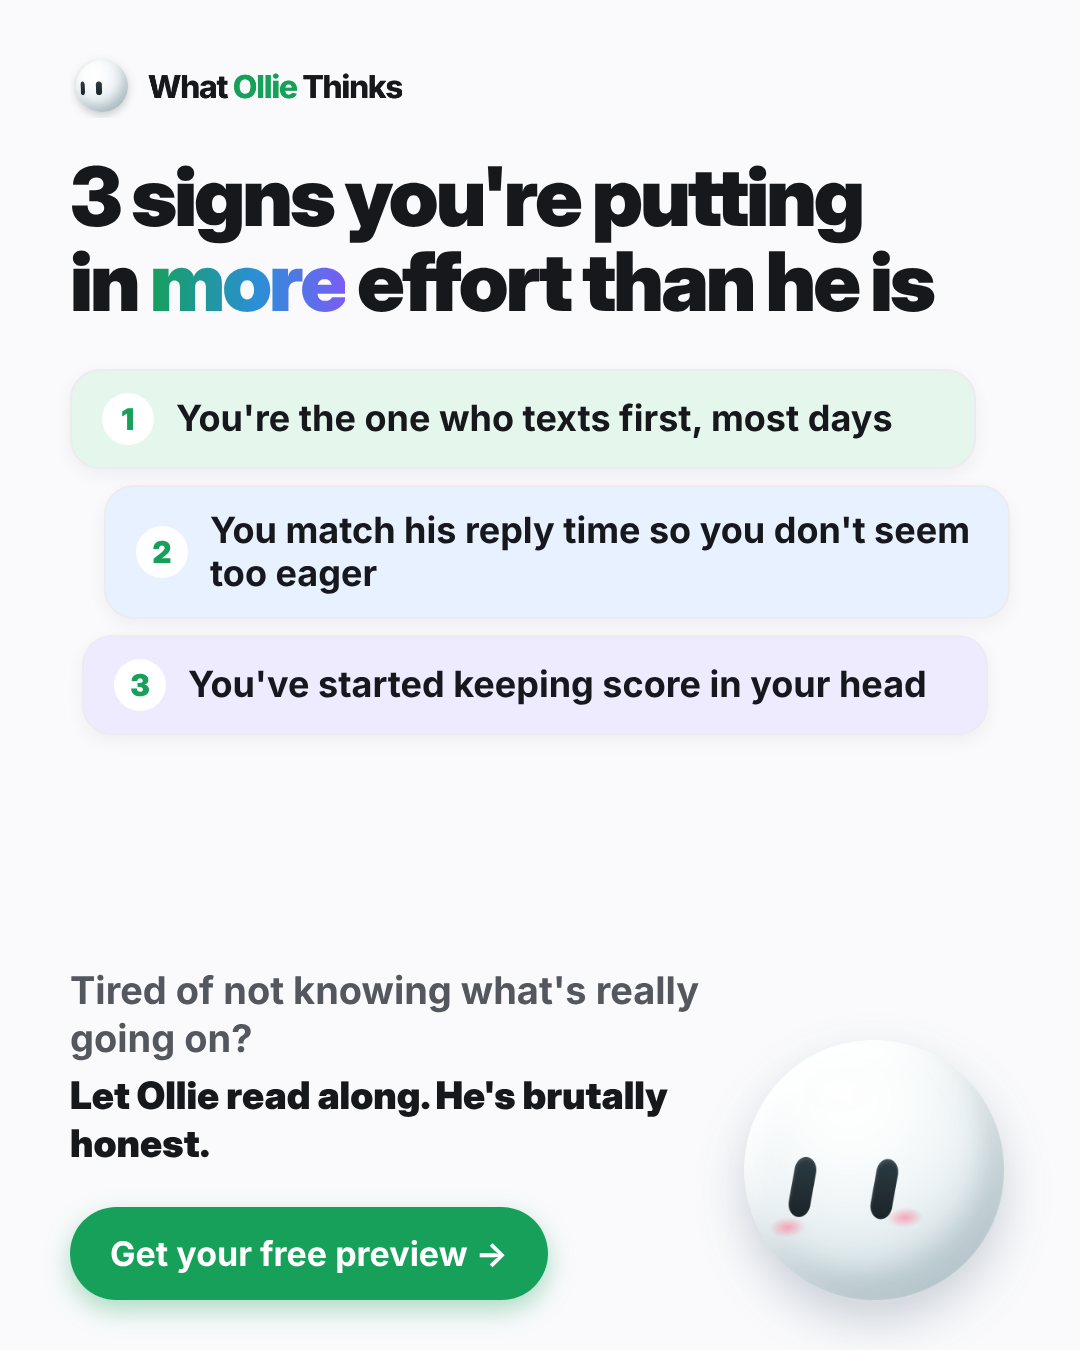 What Ollie Thinks
3 signs you're putting
in more effort than he is
1 You're the one who texts first, most days
2 You match his reply time so you don't seem
too eager
3 You've started keeping score in your head
Tired of not knowing what's really
going on?
Let Ollie read along. He's brutally
honest.
Get your free preview →